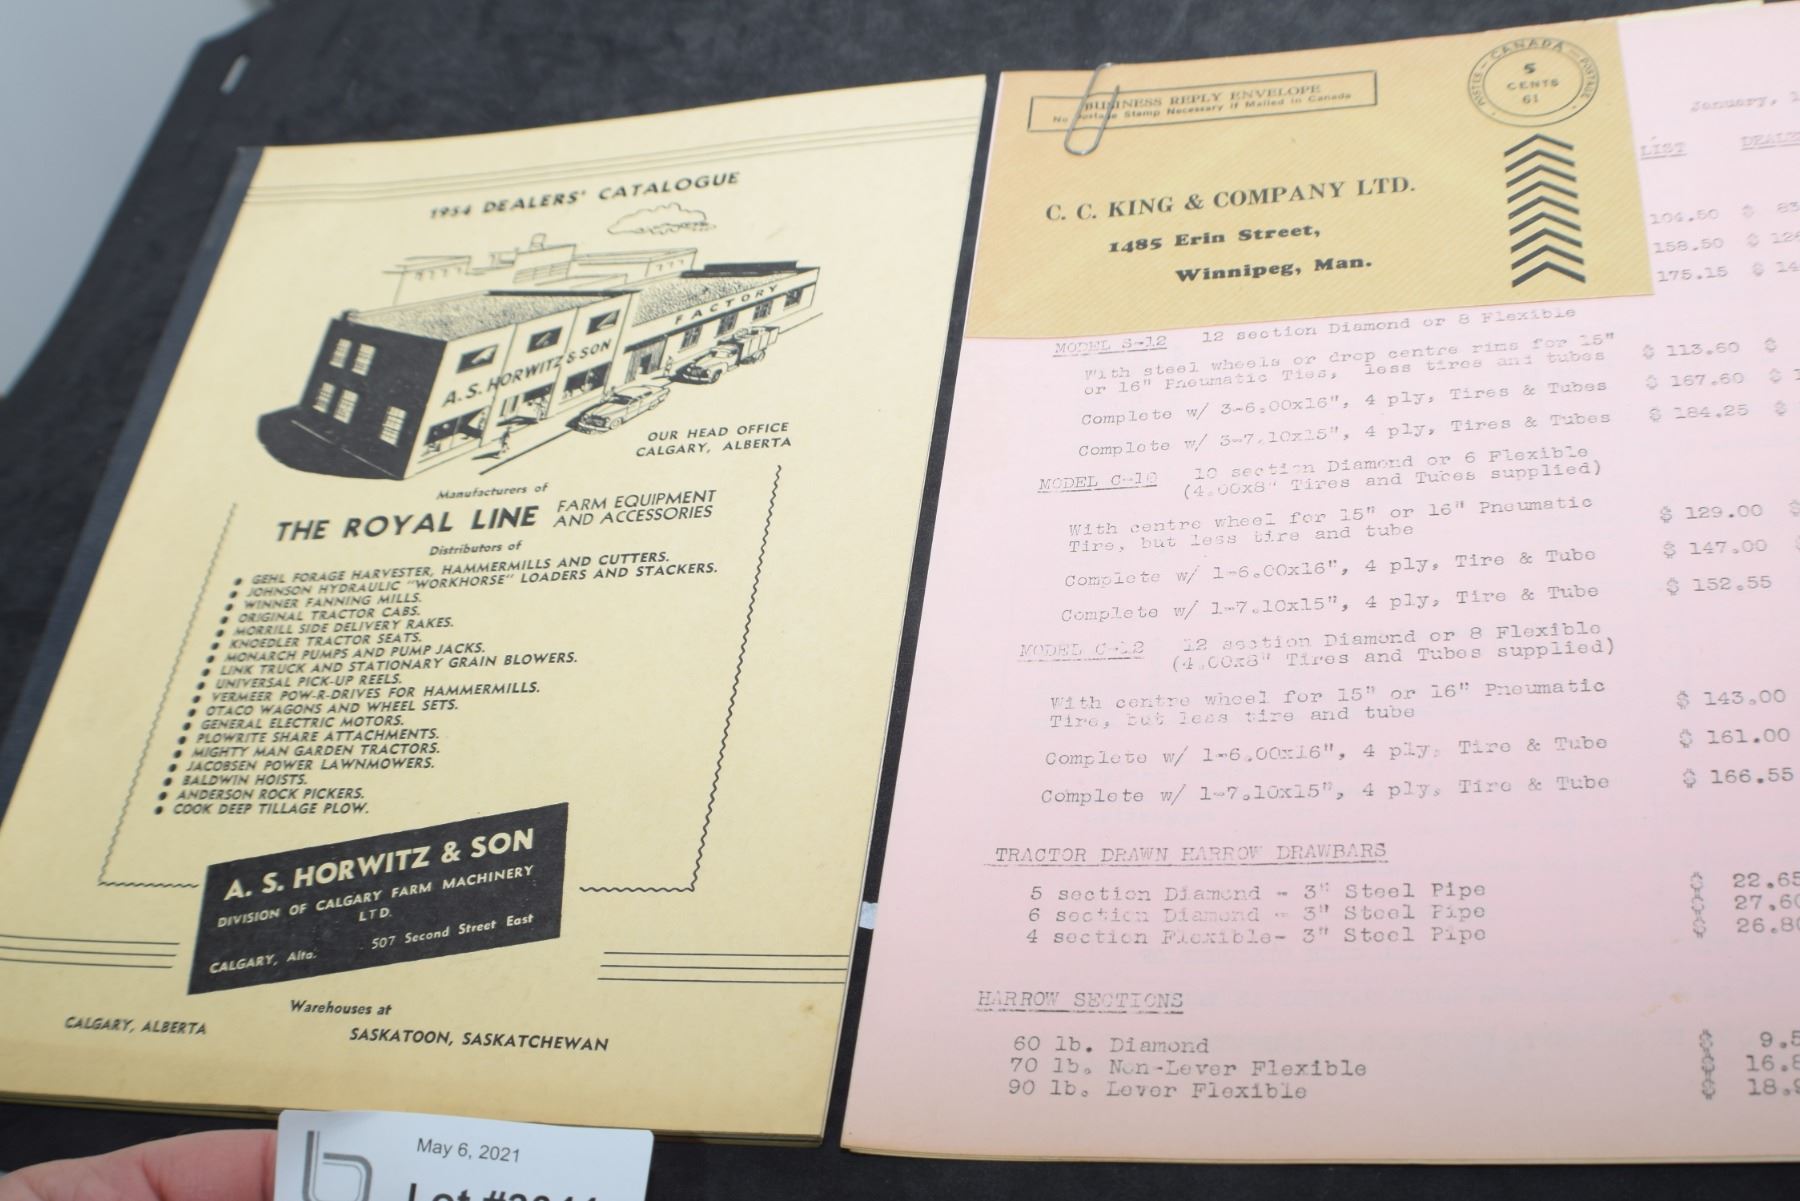 1954 DEALERS' CATALOGUE
FACTORY
A. S. HORWITZ & SON
OUR HEAD OFFICE
CALGARY, ALBERTA
Manufacturers of
THE ROYAL LINE
FARM EQUIPMENT
AND ACCESSORIES
Distributors of
● GEHL FORAGE HARVESTER, HAMMERMILLS AND CUTTERS.
● JOHNSON HYDRAULIC "WORKHORSE" LOADERS AND STACKERS.
● WINNER FANNING MILLS.
● ORIGINAL TRACTOR CABS.
● MORRILL SIDE DELIVERY RAKES.
● KNOEDLER TRACTOR SEATS.
● MONARCH PUMPS AND PUMP JACKS.
● LINK TRUCK AND STATIONARY GRAIN BLOWERS.
● UNIVERSAL PICK-UP REELS.
● VERMEER POW-R-DRIVES FOR HAMMERMILLS.
● OTACO WAGONS AND WHEEL SETS.
● GENERAL ELECTRIC MOTORS.
● PLOWRITE SHARE ATTACHMENTS.
● MIGHTY MAN GARDEN TRACTORS.
● JACOBSEN POWER LAWNMOWERS.
● BALDWIN HOISTS.
● ANDERSON ROCK PICKERS.
● COOK DEEP TILLAGE PLOW.
A. S. HORWITZ & SON
DIVISION OF CALGARY FARM MACHINERY
LTD.
507 Second Street East
CALGARY, Alta.
Warehouses at
CALGARY, ALBERTA
SASKATOON, SASKATCHEWAN
May 6, 2021
BUSINESS REPLY ENVELOPE
No Postage Stamp Necessary if Mailed in Canada
POSTES - CANADA - POSTAGE
5
CENTS
61
C. C. KING & COMPANY LTD.
1485 Erin Street,
Winnipeg, Man.
January,
LIST
104.50 $
158.50 $
175.15 $
MODEL S-12 12 section Diamond or 8 Flexible
With steel wheels or drop centre rims for 15"
or 16" Pneumatic Ties, less tires and tubes $ 113.60 $
Complete w/ 3-6.00x16", 4 ply, Tires & Tubes $ 167.60 $
Complete w/ 3-7.10x15", 4 ply, Tires & Tubes $ 184.25 $
MODEL C-10 10 section Diamond or 6 Flexible
(4.00x8" Tires and Tubes supplied)
With centre wheel for 15" or 16" Pneumatic
Tire, but less tire and tube $ 129.00 $
Complete w/ 1-6.00x16", 4 ply, Tire & Tube $ 147.00 $
Complete w/ 1-7.10x15", 4 ply, Tire & Tube $ 152.55
MODEL C-12 12 section Diamond or 8 Flexible
(4.00x8" Tires and Tubes supplied)
With centre wheel for 15" or 16" Pneumatic
Tire, but less tire and tube $ 143.00
Complete w/ 1-6.00x16", 4 ply, Tire & Tube $ 161.00
Complete w/ 1-7.10x15", 4 ply, Tire & Tube $ 166.55
TRACTOR DRAWN HARROW DRAWBARS
5 section Diamond - 3" Steel Pipe $ 22.65
6 section Diamond - 3" Steel Pipe $ 27.60
4 section Flexible- 3" Steel Pipe $ 26.80
HARROW SECTIONS
60 lb. Diamond $ 9.5
70 lb. Non-Lever Flexible $ 16.8
90 lb. Lever Flexible $ 18.9